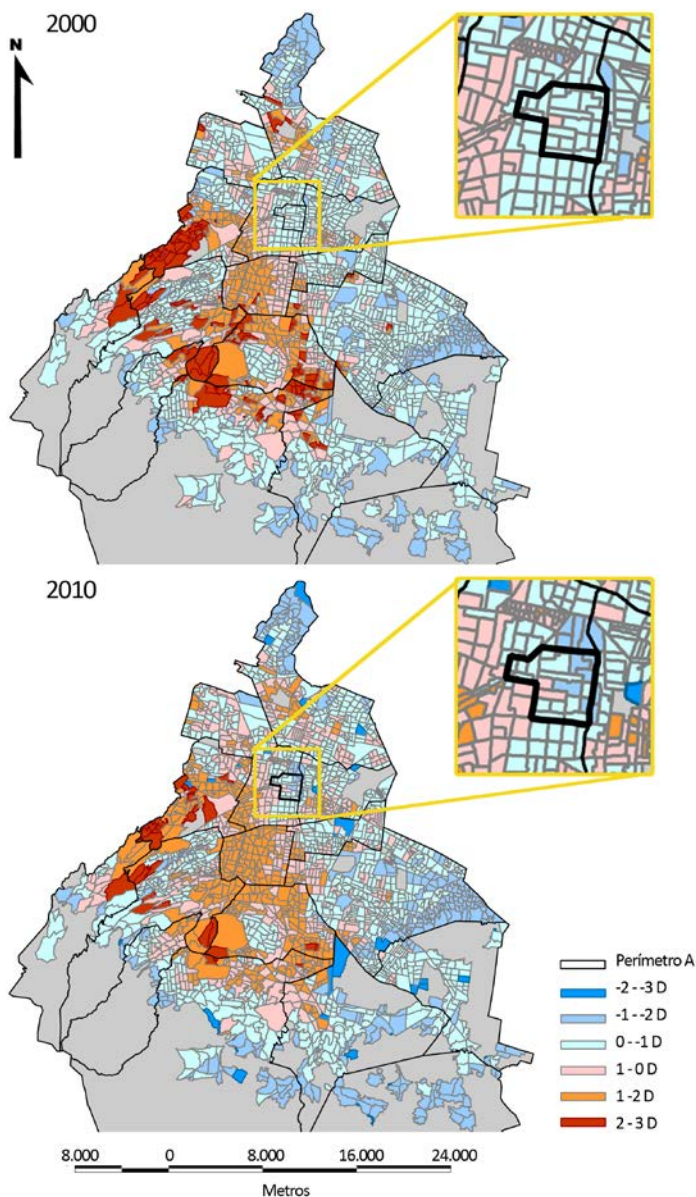 2000
N
2010
Perímetro A
-2 - -3 D
-1 - -2 D
0 - -1 D
1 - 0 D
1 - 2 D
2 - 3 D
8.000 0 8.000 16.000 24.000
Metros